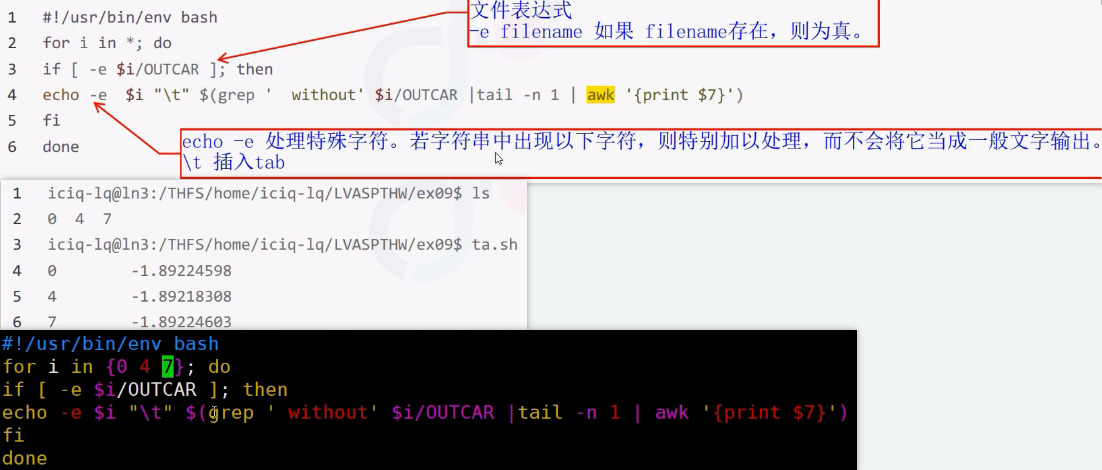 文件表达式
-e filename 如果 filename存在，则为真。
1 #!/usr/bin/env bash
2 for i in *; do
3 if [ -e $i/OUTCAR ]; then
4 echo -e  $i "\t" $(grep '  without' $i/OUTCAR |tail -n 1 | awk '{print $7}')
5 fi
6 done
echo -e 处理特殊字符。若字符串中出现以下字符，则特别加以处理，而不会将它当成一般文字输出。
\t 插入tab
1 iciq-lq@ln3:/THFS/home/iciq-lq/LVASPTHW/ex09$ ls
2 0  4  7
3 iciq-lq@ln3:/THFS/home/iciq-lq/LVASPTHW/ex09$ ta.sh
4 0        -1.89224598
5 4        -1.89218308
6 7        -1.89224603
#!/usr/bin/env bash
for i in {0 4 7}; do
if [ -e $i/OUTCAR ]; then
echo -e $i "\t" $(grep ' without' $i/OUTCAR |tail -n 1 | awk '{print $7}')
fi
done